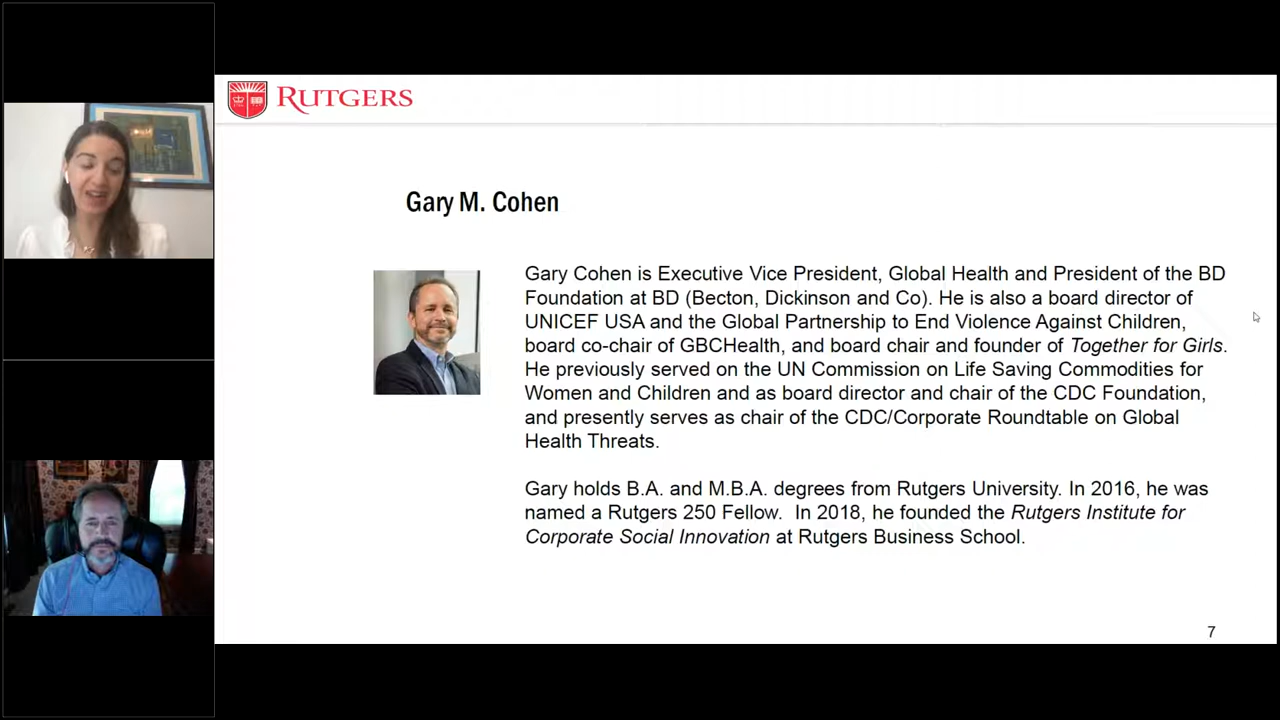 RUTGERS
Gary M. Cohen
Gary Cohen is Executive Vice President, Global Health and President of the BD
Foundation at BD (Becton, Dickinson and Co). He is also a board director of
UNICEF USA and the Global Partnership to End Violence Against Children,
board co-chair of GBCHealth, and board chair and founder of Together for Girls.
He previously served on the UN Commission on Life Saving Commodities for
Women and Children and as board director and chair of the CDC Foundation,
and presently serves as chair of the CDC/Corporate Roundtable on Global
Health Threats.
Gary holds B.A. and M.B.A. degrees from Rutgers University. In 2016, he was
named a Rutgers 250 Fellow.  In 2018, he founded the Rutgers Institute for
Corporate Social Innovation at Rutgers Business School.
7